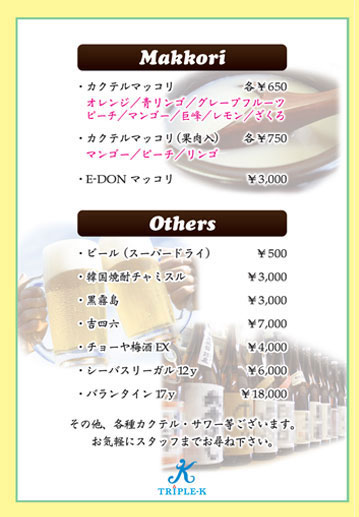 Makkori
・カクテルマッコリ 各￥650
オレンジ／青リンゴ／グレープフルーツ
ピーチ／マンゴー／巨峰／レモン／ざくろ
・カクテルマッコリ（果肉入） 各￥750
マンゴー／ピーチ／リンゴ
・E-DON マッコリ ￥3,000
Others
・ビール（スーパードライ） ￥500
・韓国焼酎チャミスル ￥3,000
・黒霧島 ￥3,000
・吉四六 ￥7,000
・チョーヤ梅酒 EX ￥4,000
・シーバスリーガル 12y ￥6,000
・バランタイン 17y ￥18,000
その他、各種カクテル・サワー等ございます。
お気軽にスタッフまでお尋ね下さい。
TRIPLE-K